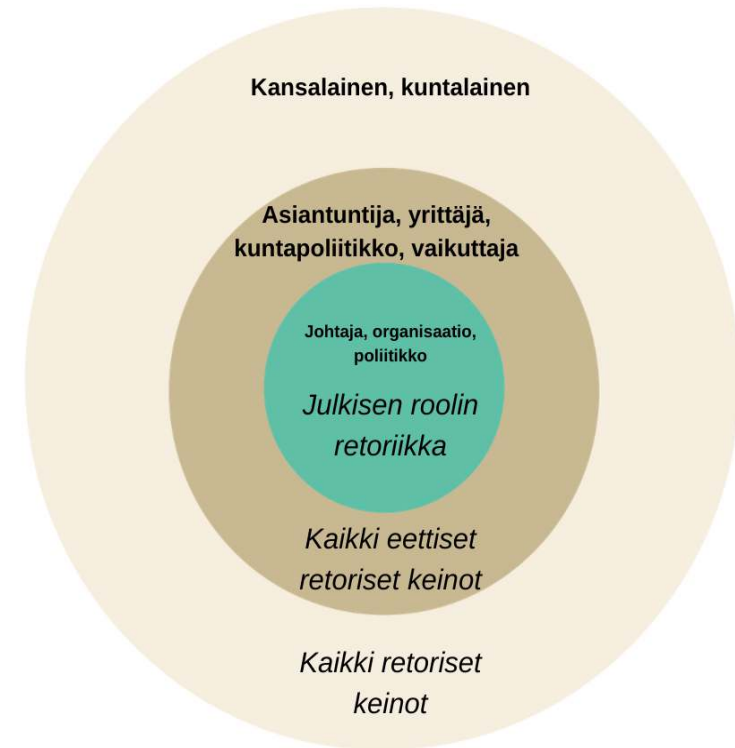 Kansalainen, kuntalainen
Asiantuntija, yrittäjä,
kuntapoliitikko, vaikuttaja
Johtaja, organisaatio,
poliitikko
Julkisen roolin
retoriikka
Kaikki eettiset
retoriset keinot
Kaikki retoriset
keinot